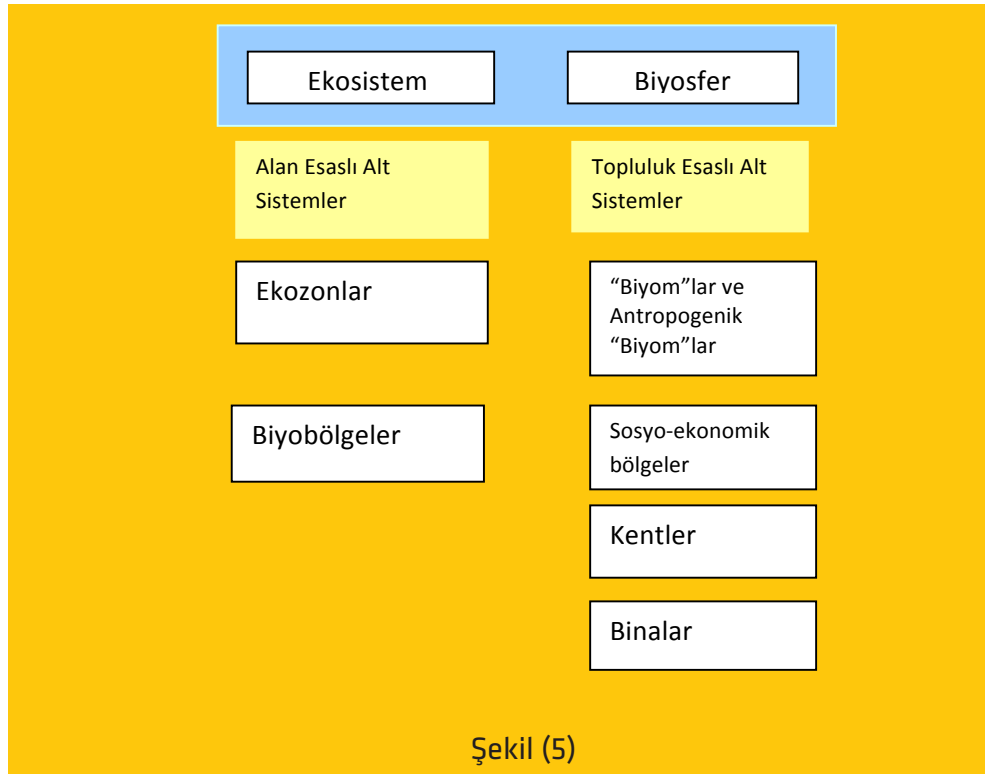 Ekosistem
Biyosfer
Alan Esaslı Alt
Sistemler
Topluluk Esaslı Alt
Sistemler
Ekozonlar
“Biyom”lar ve
Antropogenik
“Biyom”lar
Biyobölgeler
Sosyo-ekonomik
bölgeler
Kentler
Binalar
Şekil (5)